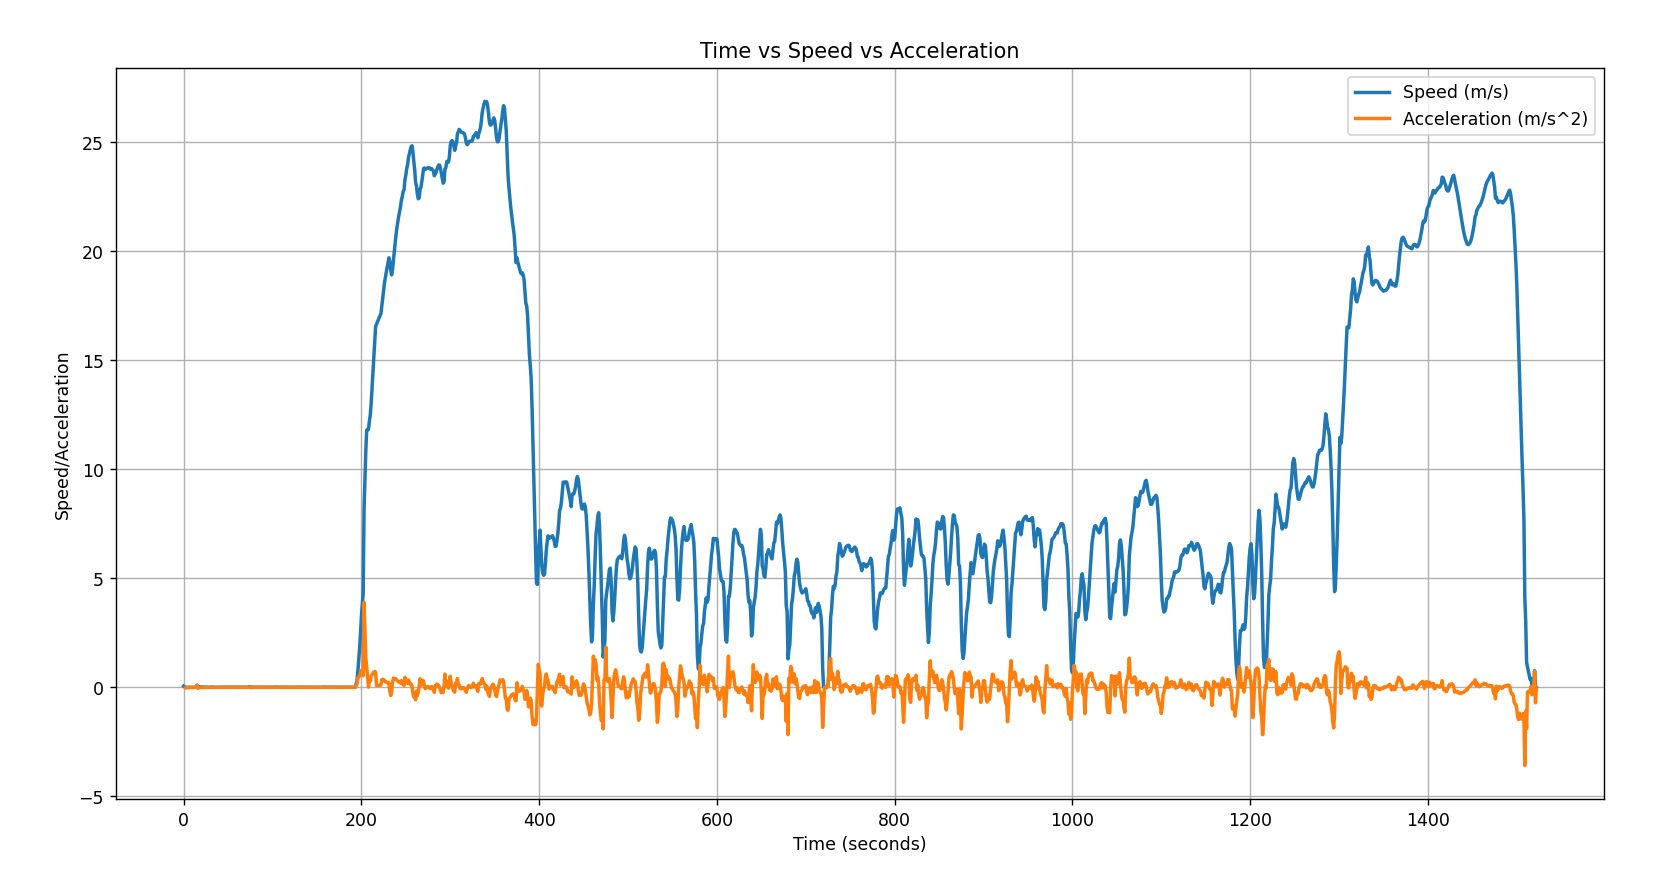 Time vs Speed vs Acceleration
Speed (m/s)
Acceleration (m/s^2)
Speed/Acceleration
25
20
15
10
5
0
−5
0 200 400 600 800 1000 1200 1400
Time (seconds)